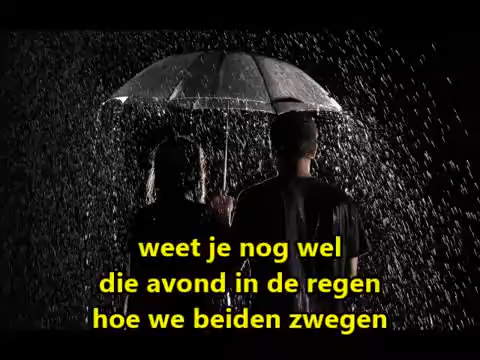 weet je nog wel
die avond in de regen
hoe we beiden zwegen